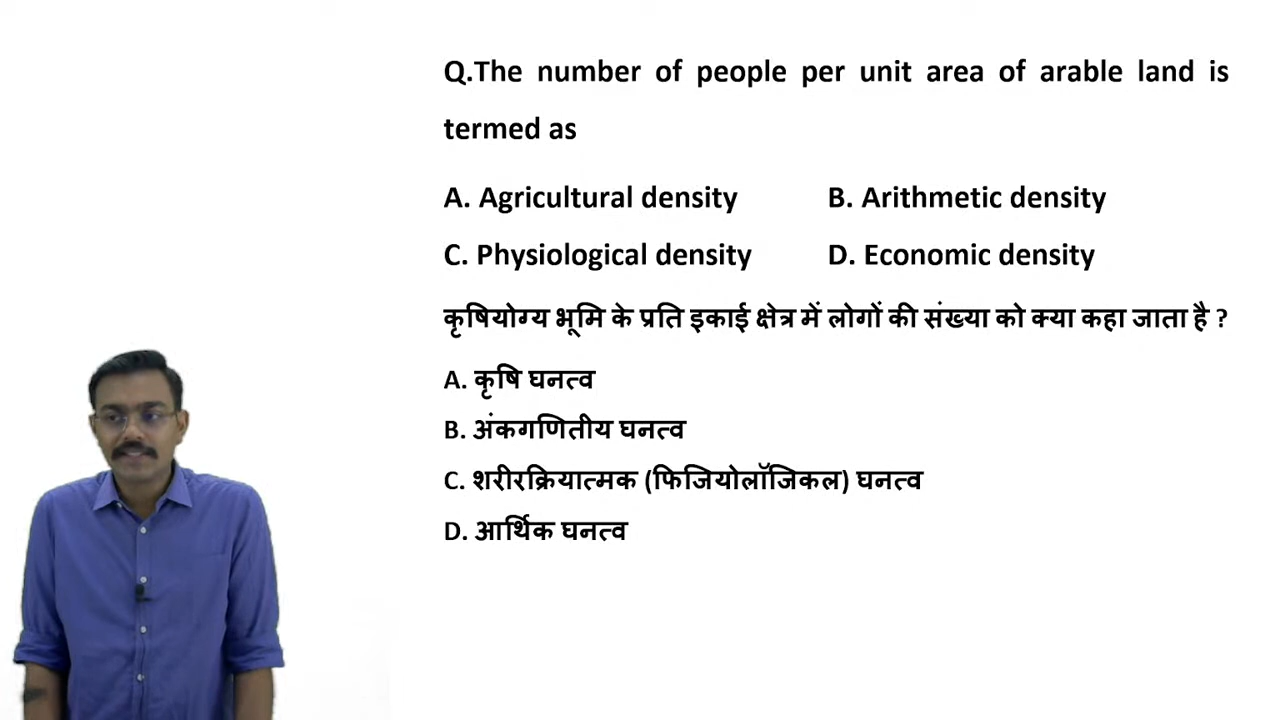 Q.The number of people per unit area of arable land is
termed as
A. Agricultural density B. Arithmetic density
C. Physiological density D. Economic density
कृषियोग्य भूमि के प्रति इकाई क्षेत्र में लोगों की संख्या को क्या कहा जाता है ?
A. कृषि घनत्व
B. अंकगणितीय घनत्व
C. शरीरक्रियात्मक (फिजियोलॉजिकल) घनत्व
D. आर्थिक घनत्व